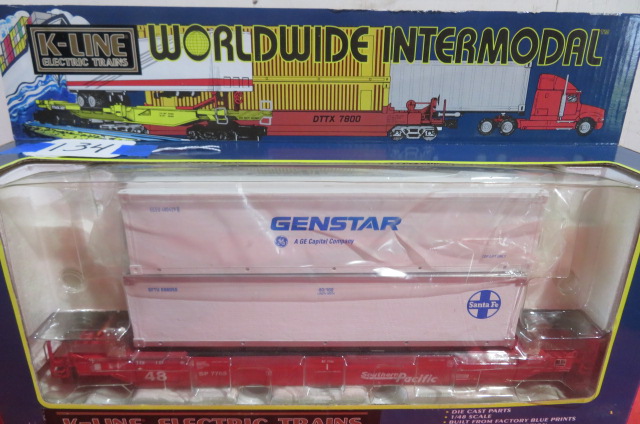 K-LINE
ELECTRIC TRAINS
WORLDWIDE INTERMODAL
DTTX 7800
134
GENSTAR
A GE Capital Company
Santa Fe
48
Southern Pacific
K-LINE ELECTRIC TRAINS
• DIE CAST PARTS
• 1/48 SCALE
• BUILT FROM FACTORY BLUE PRINTS